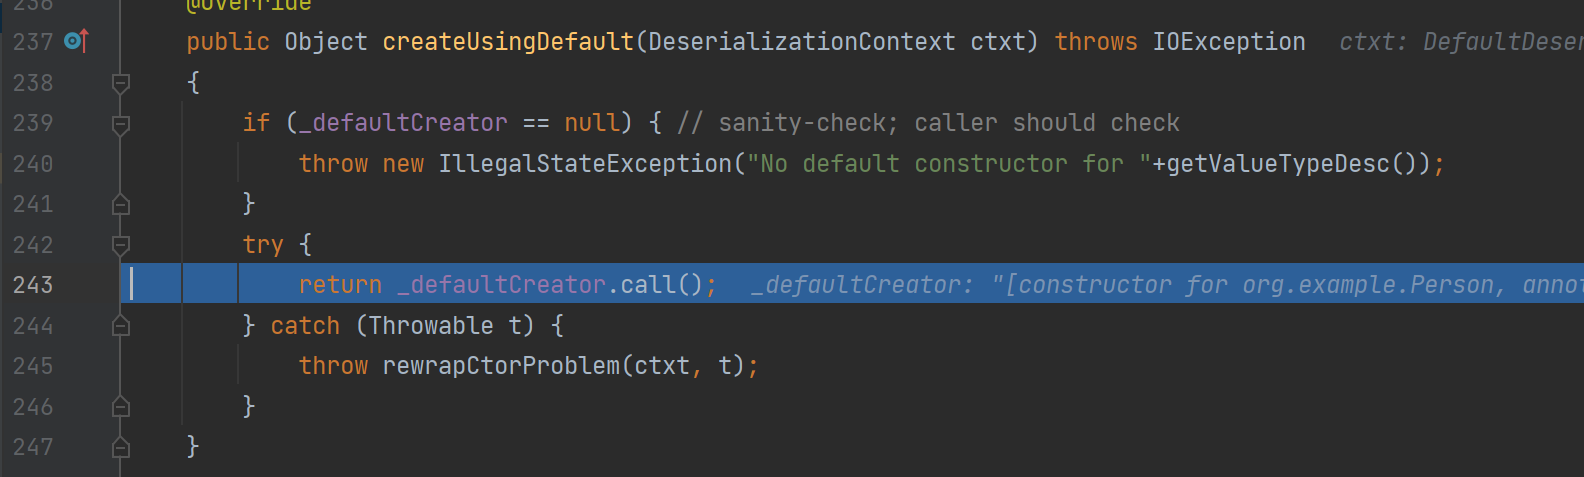 236 @Override
237 public Object createUsingDefault(DeserializationContext ctxt) throws IOException ctxt: DefaultDeser
238 {
239 if (_defaultCreator == null) { // sanity-check; caller should check
240 throw new IllegalStateException("No default constructor for "+getValueTypeDesc());
241 }
242 try {
243 return _defaultCreator.call(); _defaultCreator: "[constructor for org.example.Person, annot
244 } catch (Throwable t) {
245 throw rewrapCtorProblem(ctxt, t);
246 }
247 }